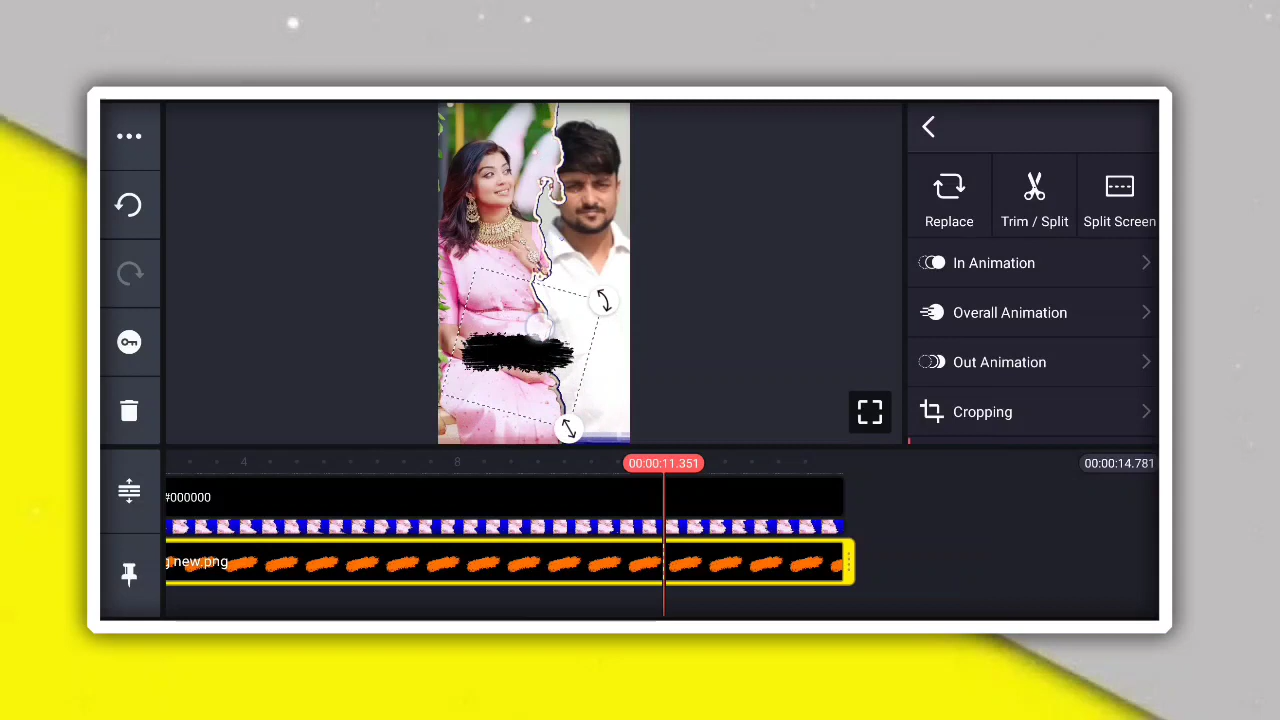 Replace
Trim / Split
Split Screen
In Animation
Overall Animation
Out Animation
Cropping
4
8
00:00:11.351
00:00:14.781
#000000
new.png